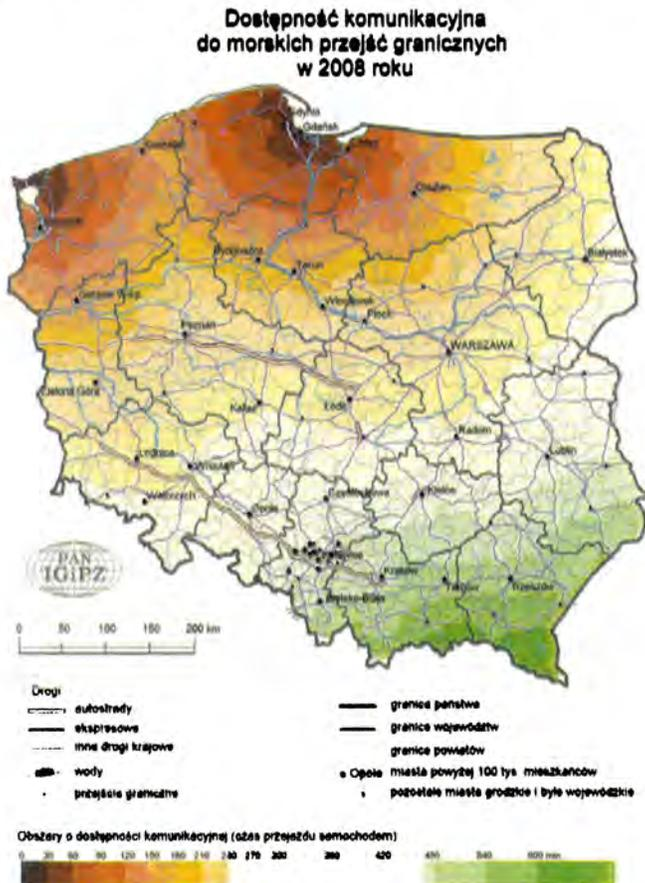 Dostępność komunikacyjna
do morskich przejść granicznych
w 2008 roku
Gdynia
Gdańsk
Olsztyn
Białystok
Bydgoszcz
Toruń
Gorzów Wlkp.
Włocławek
Płock
Poznań
WARSZAWA
Zielona Góra
Kalisz
Łódź
Radom
Legnica
Wrocław
Lublin
Wałbrzych
Opole
Częstochowa
Kielce
Kraków
Tarnów
Rzeszów
Bielsko-Biała
PAN
IGiPZ
0 50 100 150 200 km
Drogi
autostrady
ekspresowe
inne drogi krajowe
wody
przejście graniczne
granica państwa
granice województw
granice powiatów
Opole miasta powyżej 100 tys. mieszkańców
pozostałe miasta grodzkie i byłe wojewódzkie
Obszary o dostępności komunikacyjnej (czas przejazdu samochodem)
0 30 60 90 120 150 180 210 240 270 300 360 420 480 540 600 min